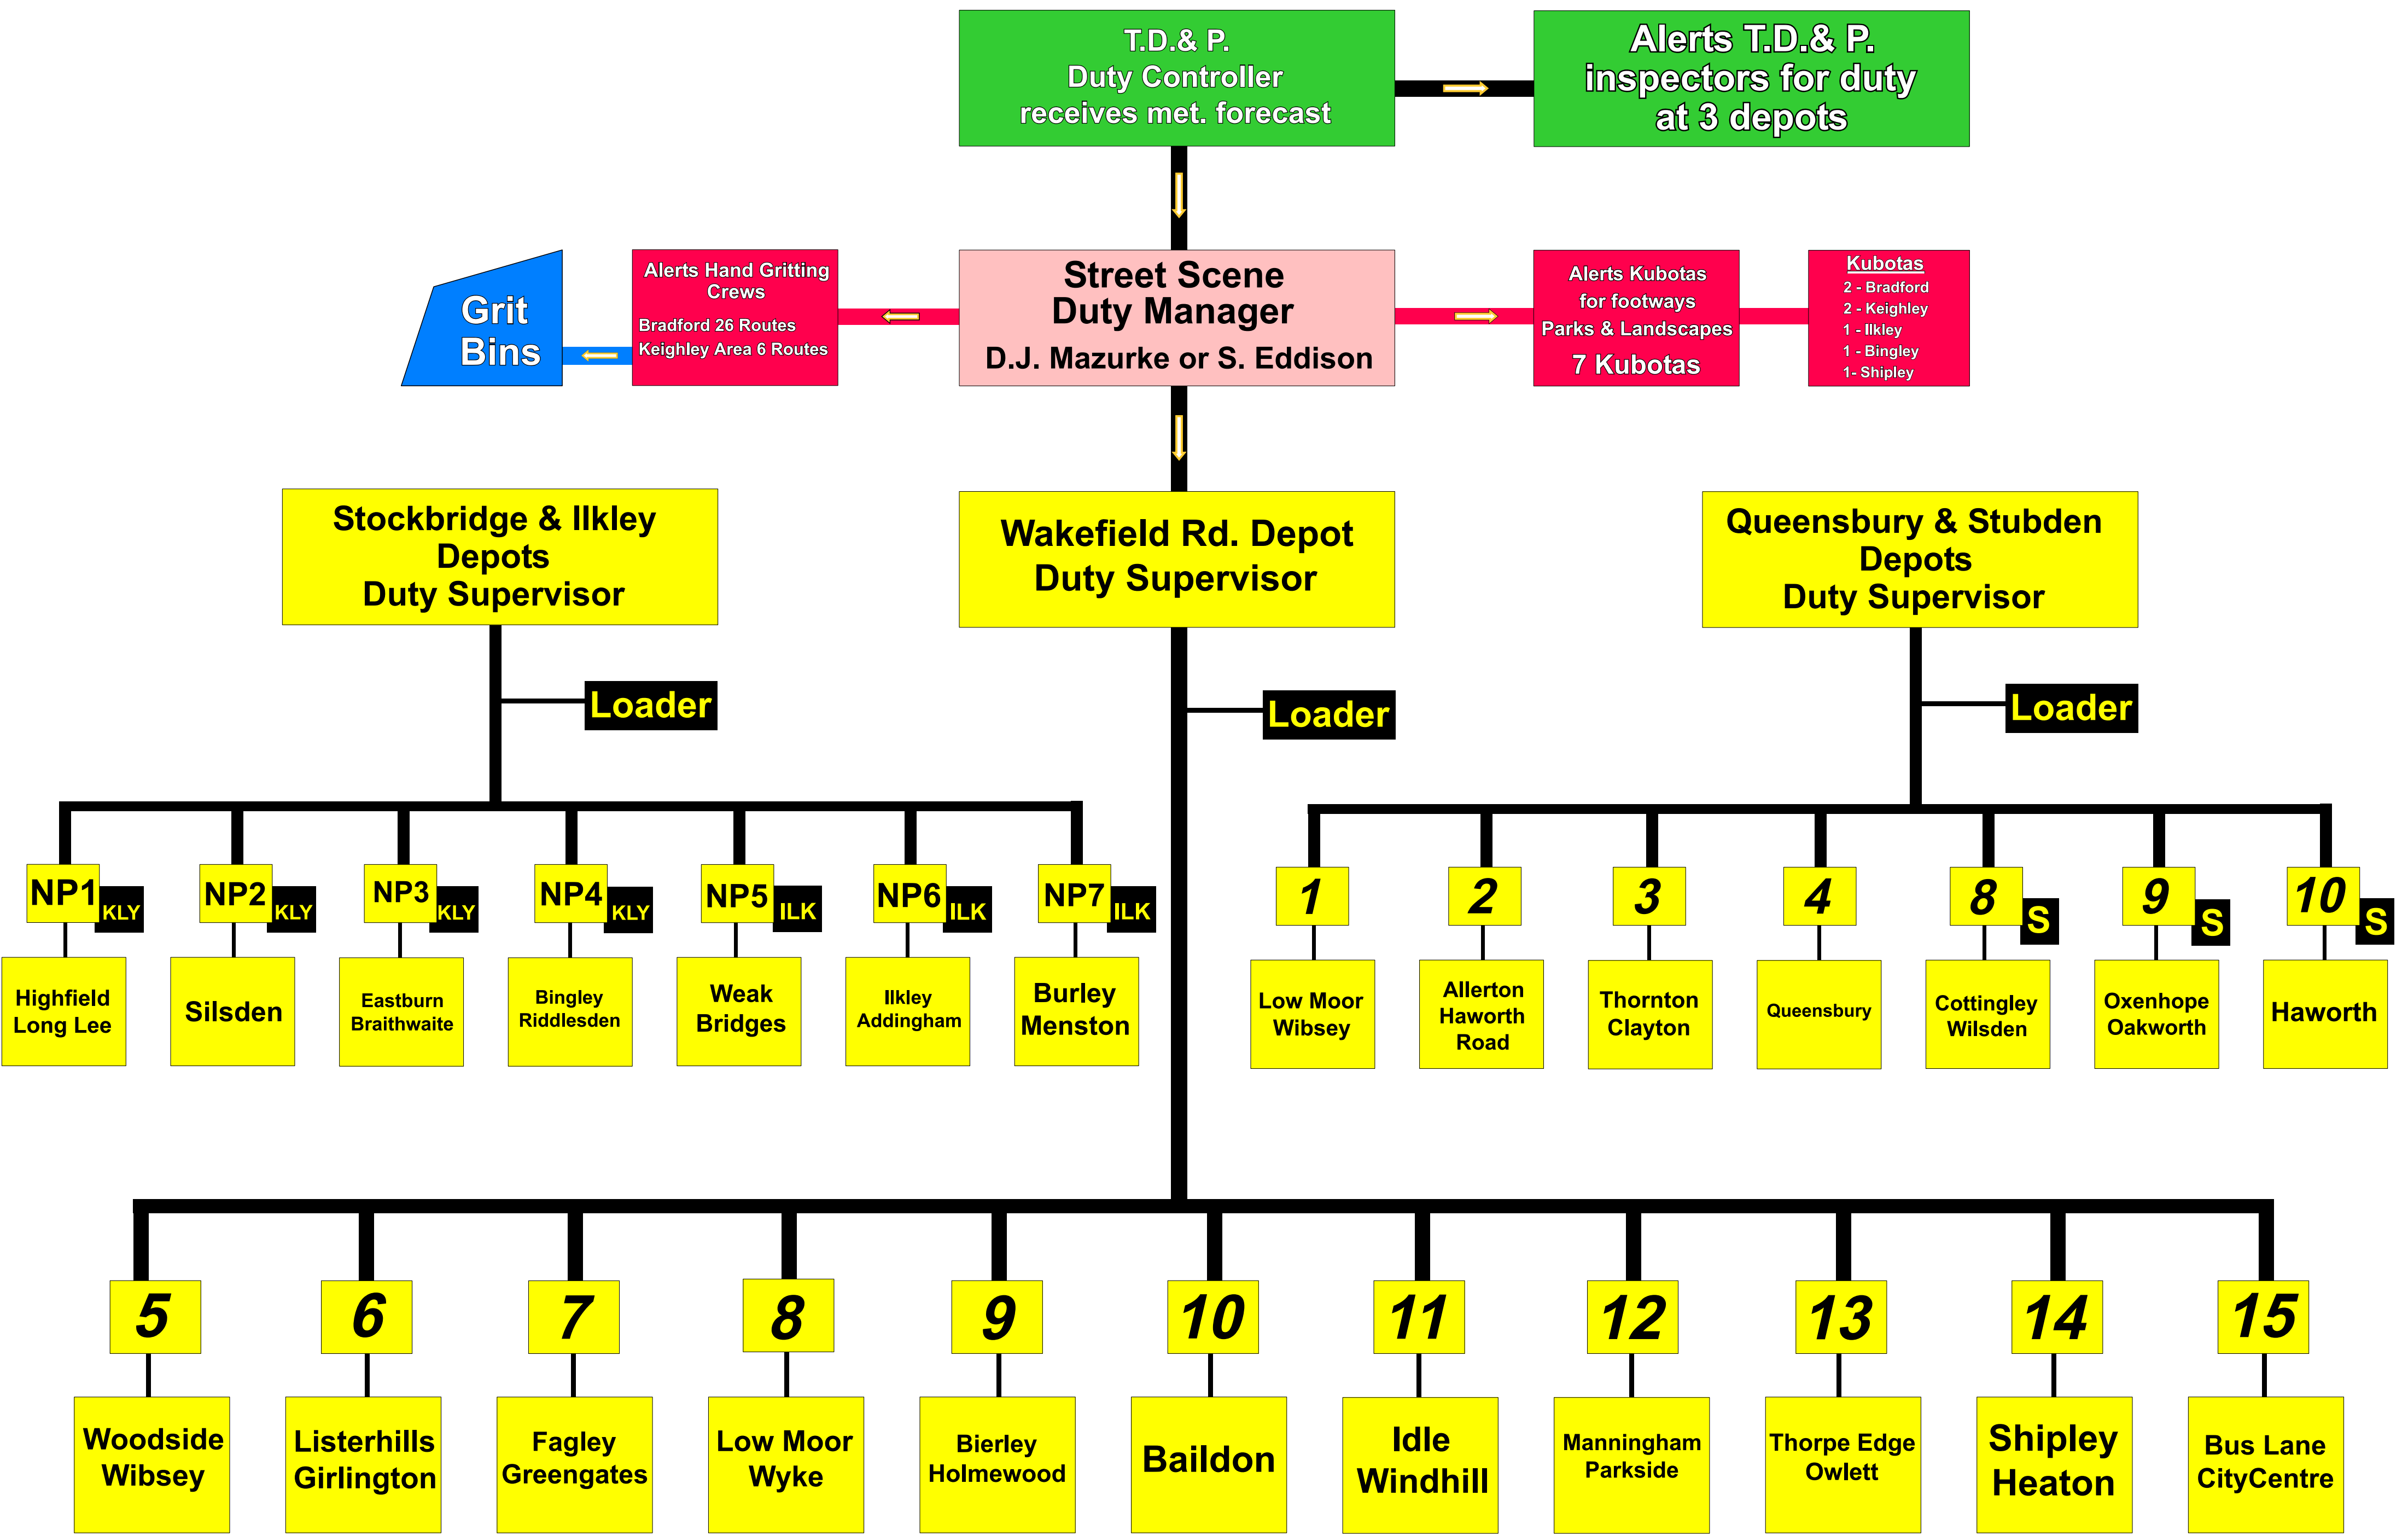 T.D.& P.
Duty Controller
receives met. forecast
Alerts T.D.& P.
inspectors for duty
at 3 depots
Grit
Bins
Alerts Hand Gritting
Crews
Bradford 26 Routes
Keighley Area 6 Routes
Street Scene
Duty Manager
D.J. Mazurke or S. Eddison
Alerts Kubotas
for footways
Parks & Landscapes
7 Kubotas
Kubotas
2 - Bradford
2 - Keighley
1 - Ilkley
1 - Bingley
1- Shipley
Stockbridge & Ilkley
Depots
Duty Supervisor
Wakefield Rd. Depot
Duty Supervisor
Queensbury & Stubden
Depots
Duty Supervisor
Loader
Loader
Loader
NP1
KLY
NP2
KLY
NP3
KLY
NP4
KLY
NP5
ILK
NP6
ILK
NP7
ILK
1
2
3
4
8
S
9
S
10
S
Highfield
Long Lee
Silsden
Eastburn
Braithwaite
Bingley
Riddlesden
Weak
Bridges
Ilkley
Addingham
Burley
Menston
Low Moor
Wibsey
Allerton
Haworth
Road
Thornton
Clayton
Queensbury
Cottingley
Wilsden
Oxenhope
Oakworth
Haworth
5
6
7
8
9
10
11
12
13
14
15
Woodside
Wibsey
Listerhills
Girlington
Fagley
Greengates
Low Moor
Wyke
Bierley
Holmewood
Baildon
Idle
Windhill
Manningham
Parkside
Thorpe Edge
Owlett
Shipley
Heaton
Bus Lane
CityCentre